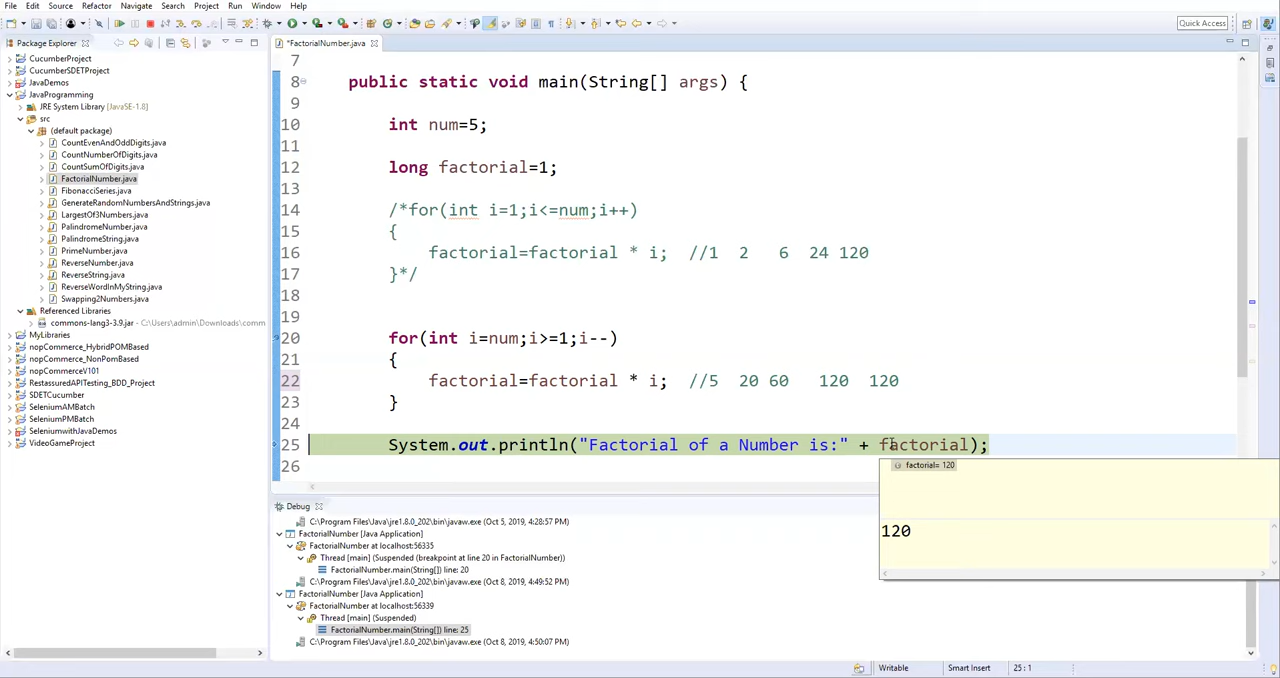 File Edit Source Refactor Navigate Search Project Run Window Help
Quick Access
Package Explorer
*FactorialNumber.java
CucumberProject
CucumberSDETProject
JavaDemos
JavaProgramming
JRE System Library [JavaSE-1.8]
src
(default package)
CountEvenAndOddDigits.java
CountNumberOfDigits.java
CountSumOfDigits.java
FactorialNumber.java
FibonacciSeries.java
GenerateRandomNumbersAndStrings.java
LargestOf3Numbers.java
PalindromeNumber.java
PalindromeString.java
PrimeNumber.java
ReverseNumber.java
ReverseString.java
ReverseWordInMyString.java
Swapping2Numbers.java
Referenced Libraries
commons-lang3-3.9.jar - C:\Users\admin\Downloads\comm
MyLibraries
nopCommerce_HybridPOMBased
nopCommerce_NonPomBased
nopCommerceV101
RestassuredAPITesting_BDD_Project
SDETCucumber
SeleniumAMBatch
SeleniumPMBatch
SeleniumwithJavaDemos
VideoGameProject
7
8 public static void main(String[] args) {
9
10 int num=5;
11
12 long factorial=1;
13
14 /*for(int i=1;i<=num;i++)
15 {
16 factorial=factorial * i; //1 2 6 24 120
17 }*/
18
19
20 for(int i=num;i>=1;i--)
21 {
22 factorial=factorial * i; //5 20 60 120 120
23 }
24
25 System.out.println("Factorial of a Number is:" + factorial);
26
factorial= 120
120
Debug
C:\Program Files\Java\jre1.8.0_202\bin\javaw.exe (Oct 5, 2019, 4:28:57 PM)
FactorialNumber [Java Application]
FactorialNumber at localhost:56335
Thread [main] (Suspended (breakpoint at line 20 in FactorialNumber))
FactorialNumber.main(String[]) line: 20
C:\Program Files\Java\jre1.8.0_202\bin\javaw.exe (Oct 8, 2019, 4:49:52 PM)
FactorialNumber [Java Application]
FactorialNumber at localhost:56339
Thread [main] (Suspended)
FactorialNumber.main(String[]) line: 25
C:\Program Files\Java\jre1.8.0_202\bin\javaw.exe (Oct 8, 2019, 4:50:07 PM)
Writable Smart Insert 25 : 1